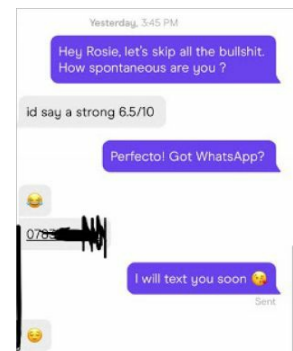 Yesterday, 3:45 PM
Hey Rosie, let's skip all the bullshit.
How spontaneous are you ?
id say a strong 6.5/10
Perfecto! Got WhatsApp?
😂
I will text you soon 😘
Sent
😌